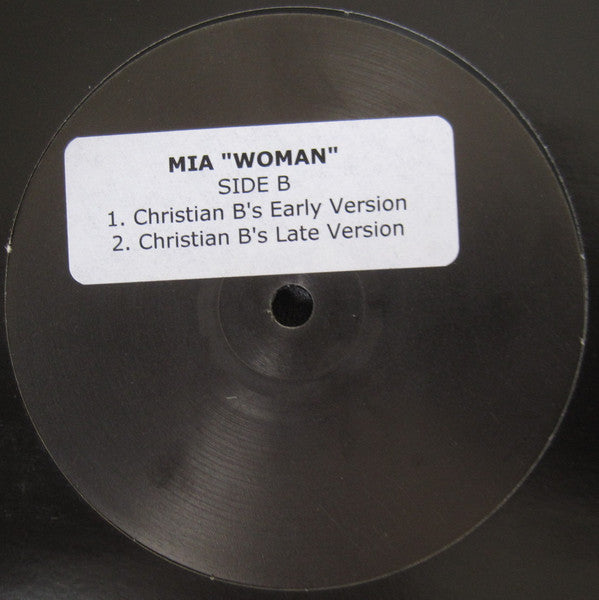 MIA "WOMAN"
SIDE B
1. Christian B's Early Version
2. Christian B's Late Version